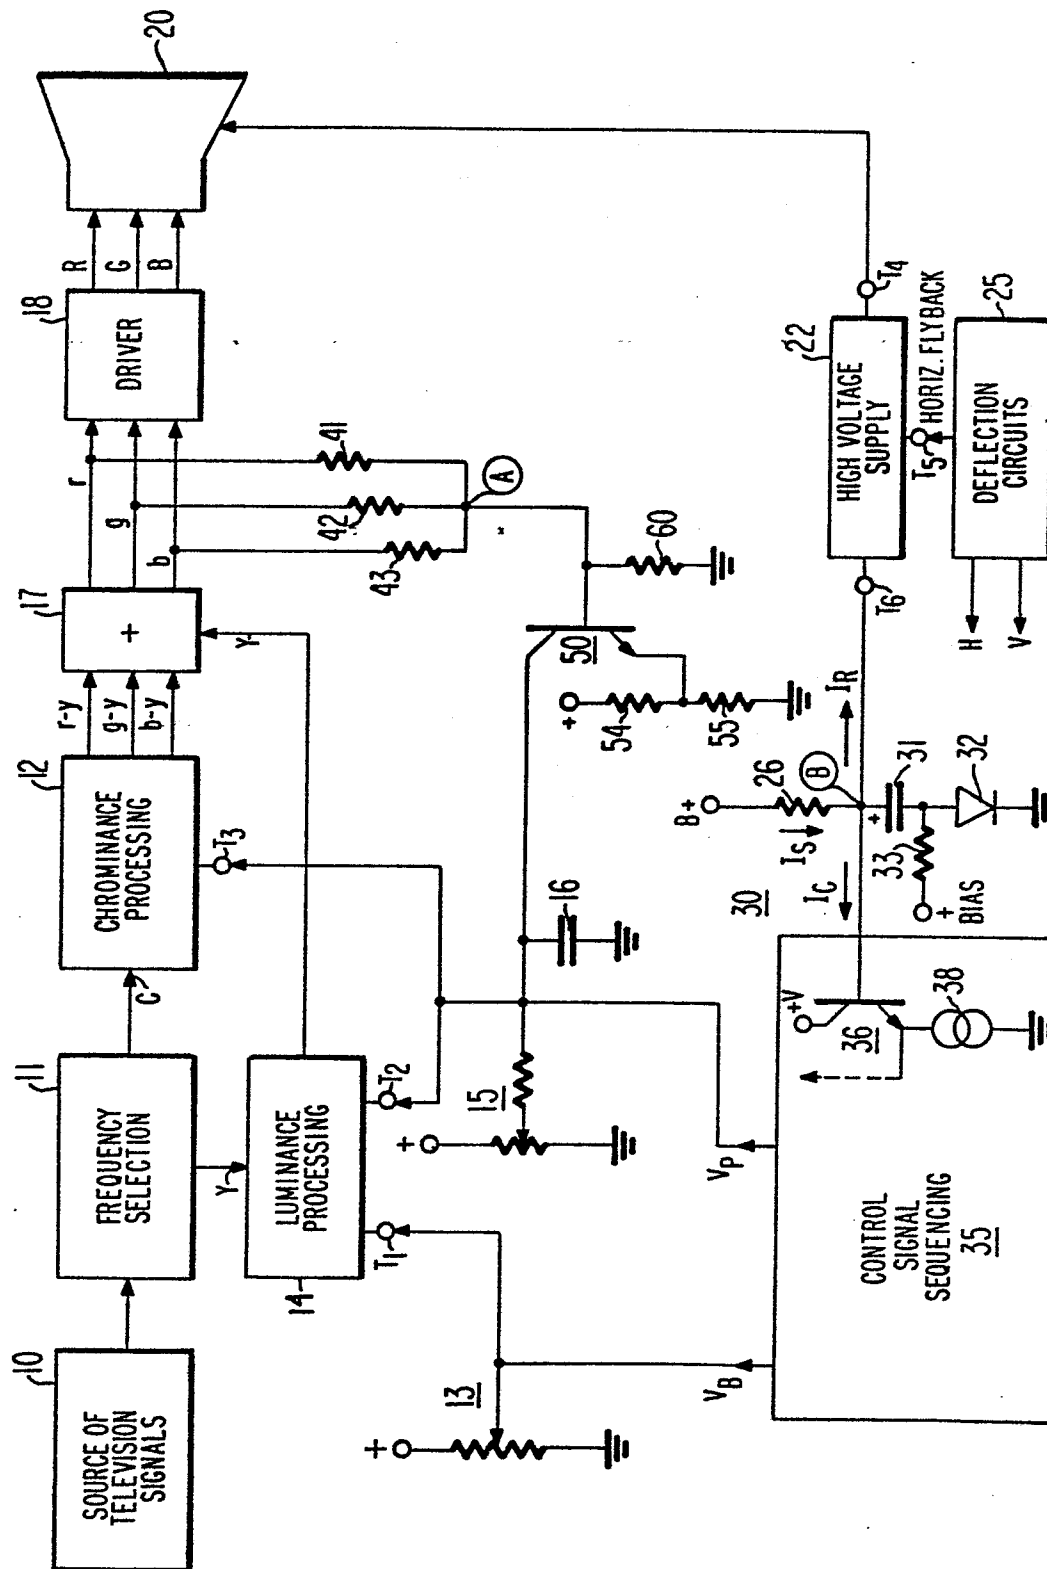 10
SOURCE OF
TELEVISION
SIGNALS
11
FREQUENCY
SELECTION
C
12
CHROMINANCE
PROCESSING
r-y
g-y
b-y
17
+
r
g
b
18
DRIVER
R
G
B
20
Y
14
LUMINANCE
PROCESSING
Y
T1
T2
T3
41
42
43
A
+
13
+
15
16
50
60
+
54
55
VB
VP
CONTROL
SIGNAL
SEQUENCING
35
+V
36
38
30
IC
B+
26
IS
B
IR
31
+
33
32
+
BIAS
T6
22
HIGH VOLTAGE
SUPPLY
T4
T5
HORIZ. FLYBACK
25
DEFLECTION
CIRCUITS
H
V